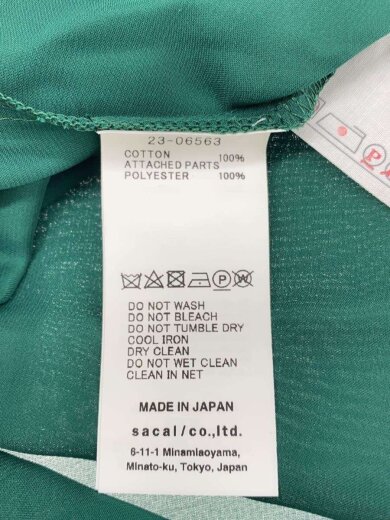 23-06563
COTTON 100%
ATTACHED PARTS
POLYESTER 100%
P W
DO NOT WASH
DO NOT BLEACH
DO NOT TUMBLE DRY
COOL IRON
DRY CLEAN
DO NOT WET CLEAN
CLEAN IN NET
MADE IN JAPAN
sacai/co.,ltd.
6-11-1 Minamiaoyama,
Minato-ku, Tokyo, Japan